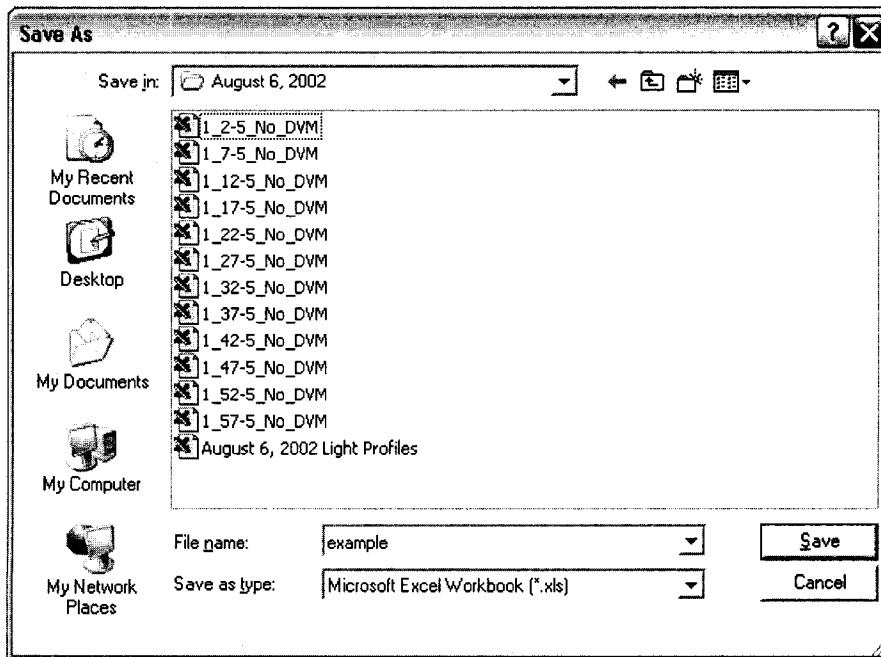 Save As
?
X
Save in: August 6, 2002
1_2-5_No_DVM
1_7-5_No_DVM
1_12-5_No_DVM
1_17-5_No_DVM
1_22-5_No_DVM
1_27-5_No_DVM
1_32-5_No_DVM
1_37-5_No_DVM
1_42-5_No_DVM
1_47-5_No_DVM
1_52-5_No_DVM
1_57-5_No_DVM
August 6, 2002 Light Profiles
My Recent
Documents
Desktop
My Documents
My Computer
My Network
Places
File name: example
Save
Save as type: Microsoft Excel Workbook (*.xls)
Cancel